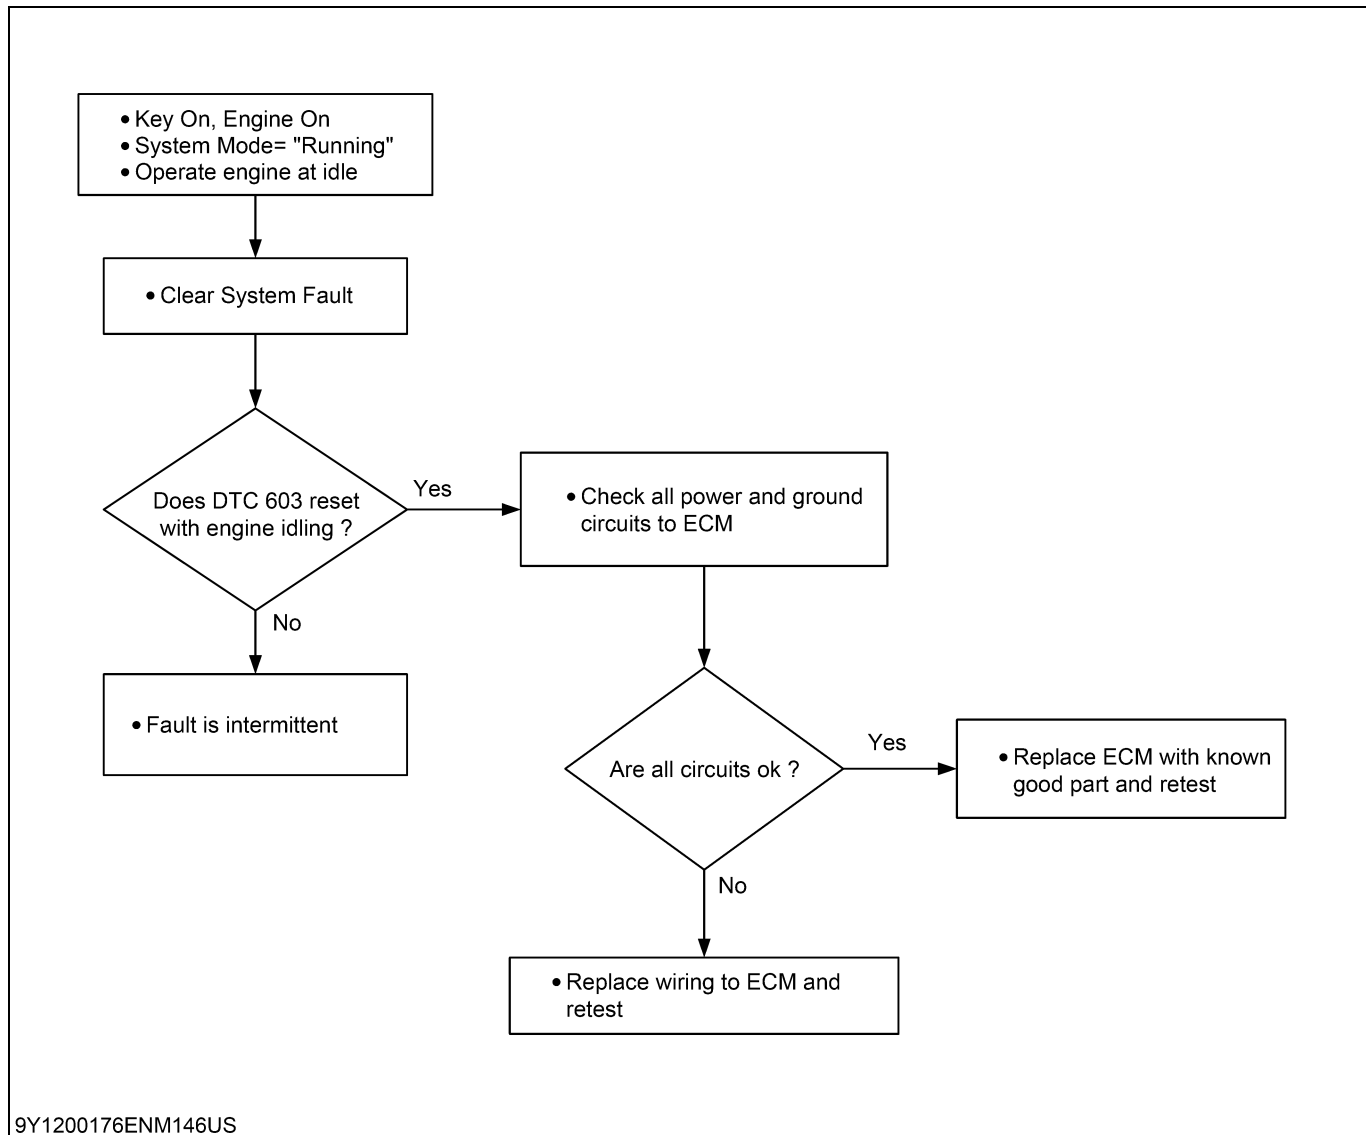 • Key On, Engine On
• System Mode= "Running"
• Operate engine at idle
• Clear System Fault
Does DTC 603 reset
with engine idling ?
Yes
No
• Check all power and ground
circuits to ECM
• Fault is intermittent
Are all circuits ok ?
Yes
No
• Replace ECM with known
good part and retest
• Replace wiring to ECM and
retest
9Y1200176ENM146US